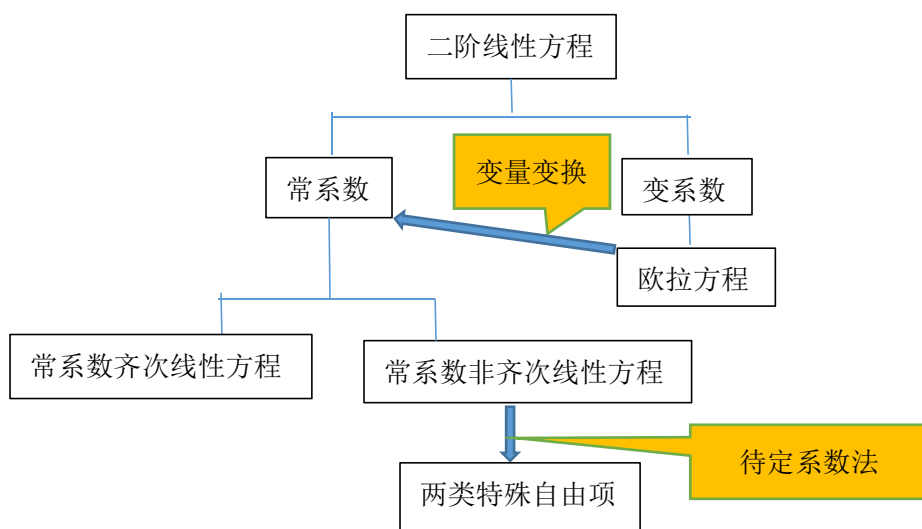 二阶线性方程
变量变换
常系数
变系数
欧拉方程
常系数齐次线性方程
常系数非齐次线性方程
待定系数法
两类特殊自由项